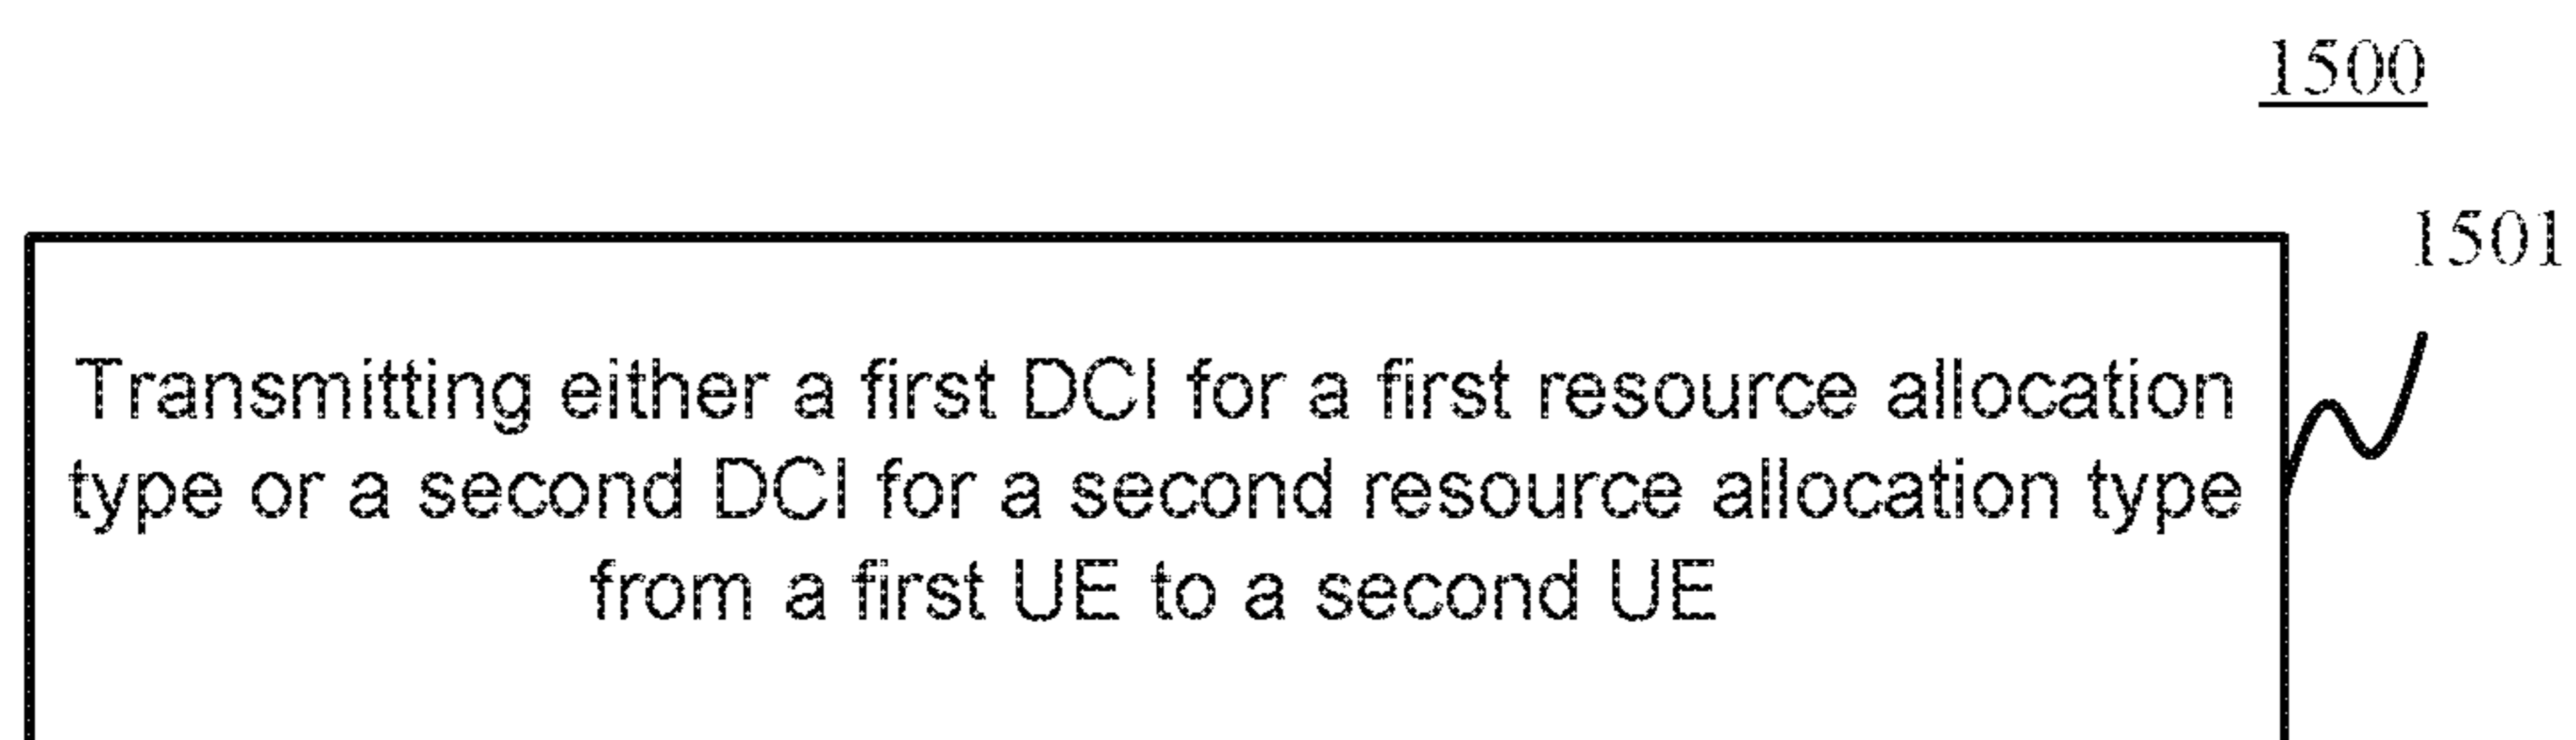 1500
1501
Transmitting either a first DCI for a first resource allocation
type or a second DCI for a second resource allocation type
from a first UE to a second UE